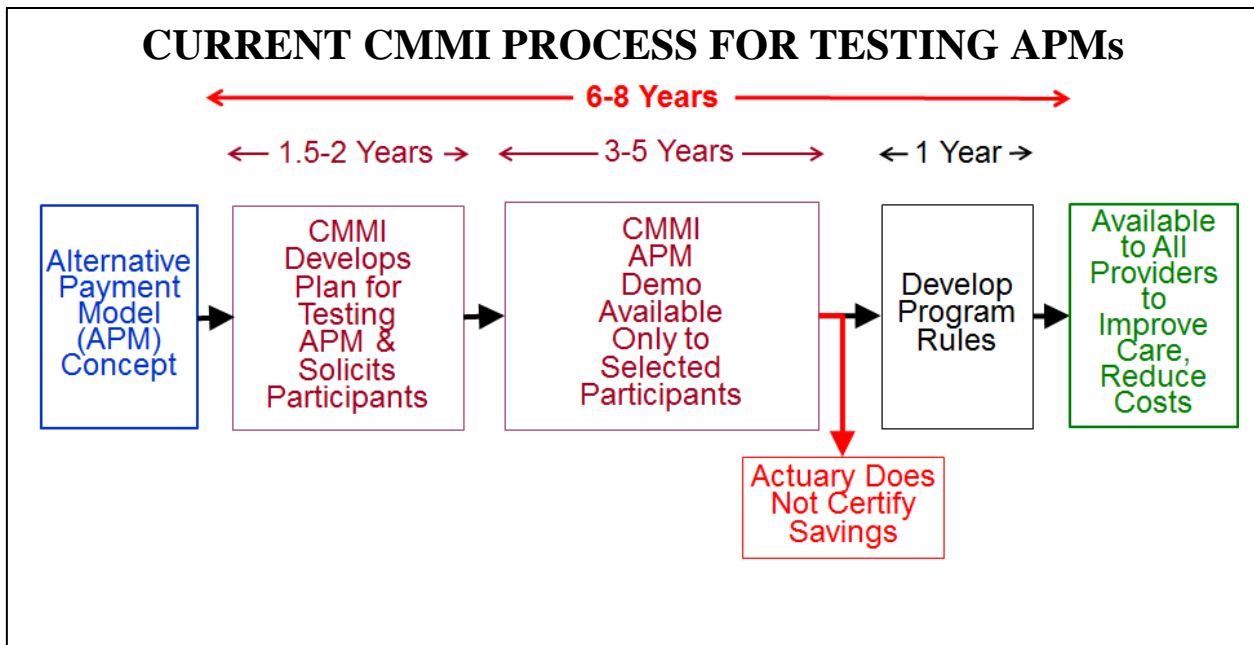 CURRENT CMMI PROCESS FOR TESTING APMs
6-8 Years
1.5-2 Years
3-5 Years
1 Year
Alternative
Payment
Model
(APM)
Concept
CMMI
Develops
Plan for
Testing
APM &
Solicits
Participants
CMMI
APM
Demo
Available
Only to
Selected
Participants
Develop
Program
Rules
Available
to All
Providers
to
Improve
Care,
Reduce
Costs
Actuary Does
Not Certify
Savings